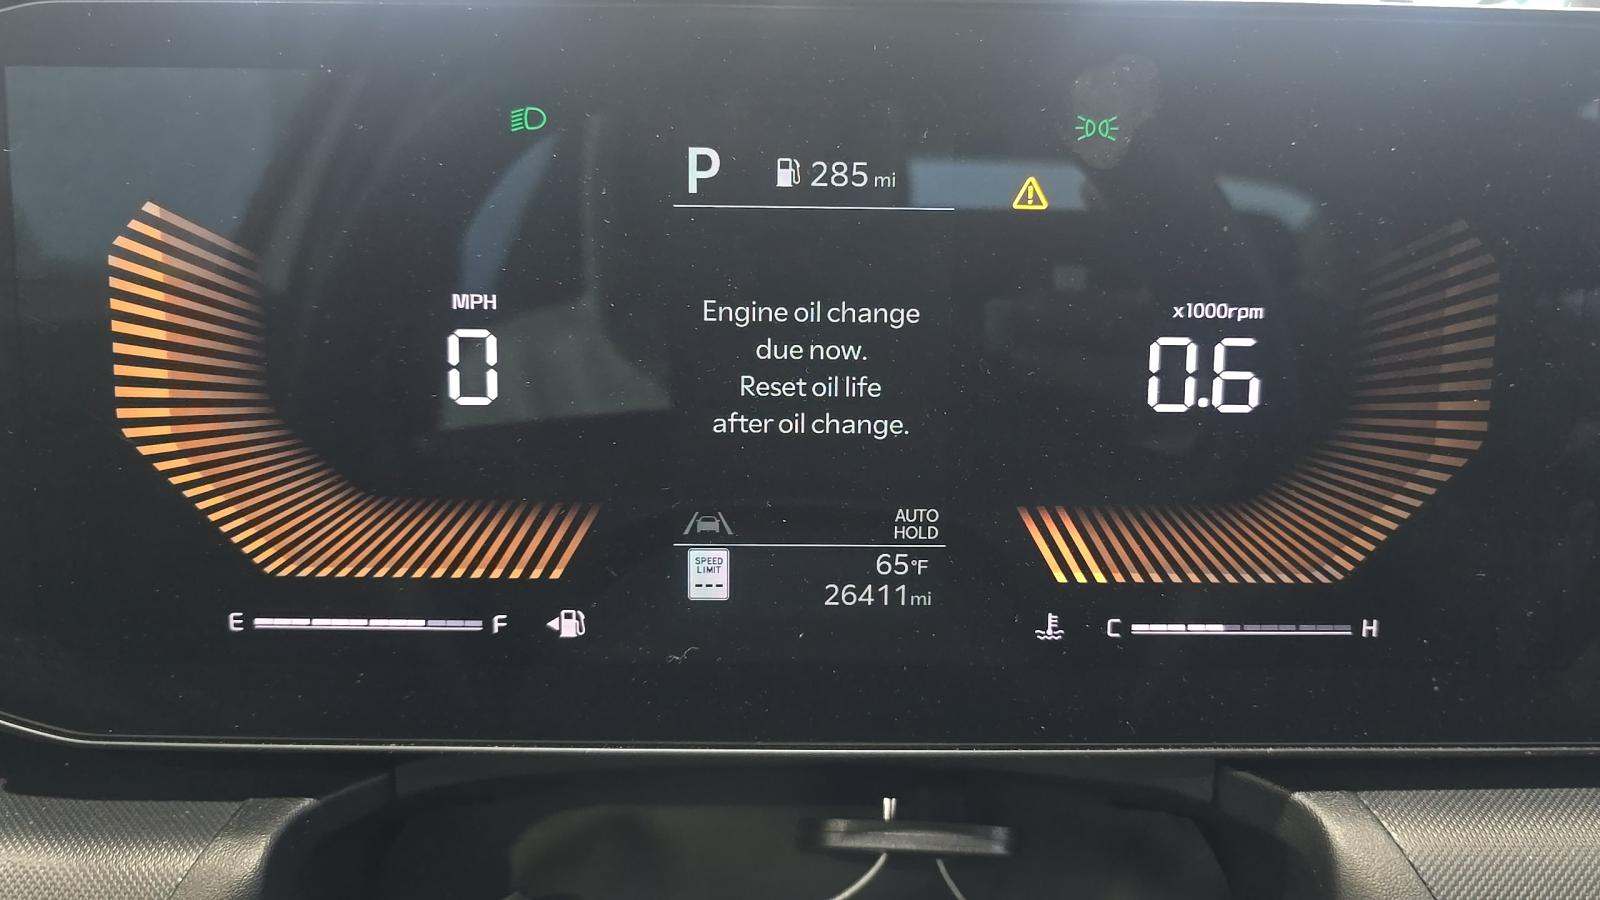 P 285 mi
MPH
0
Engine oil change
due now.
Reset oil life
after oil change.
x1000rpm
0.6
AUTO
HOLD
SPEED
LIMIT
---
65°F
26411mi
E F
C H